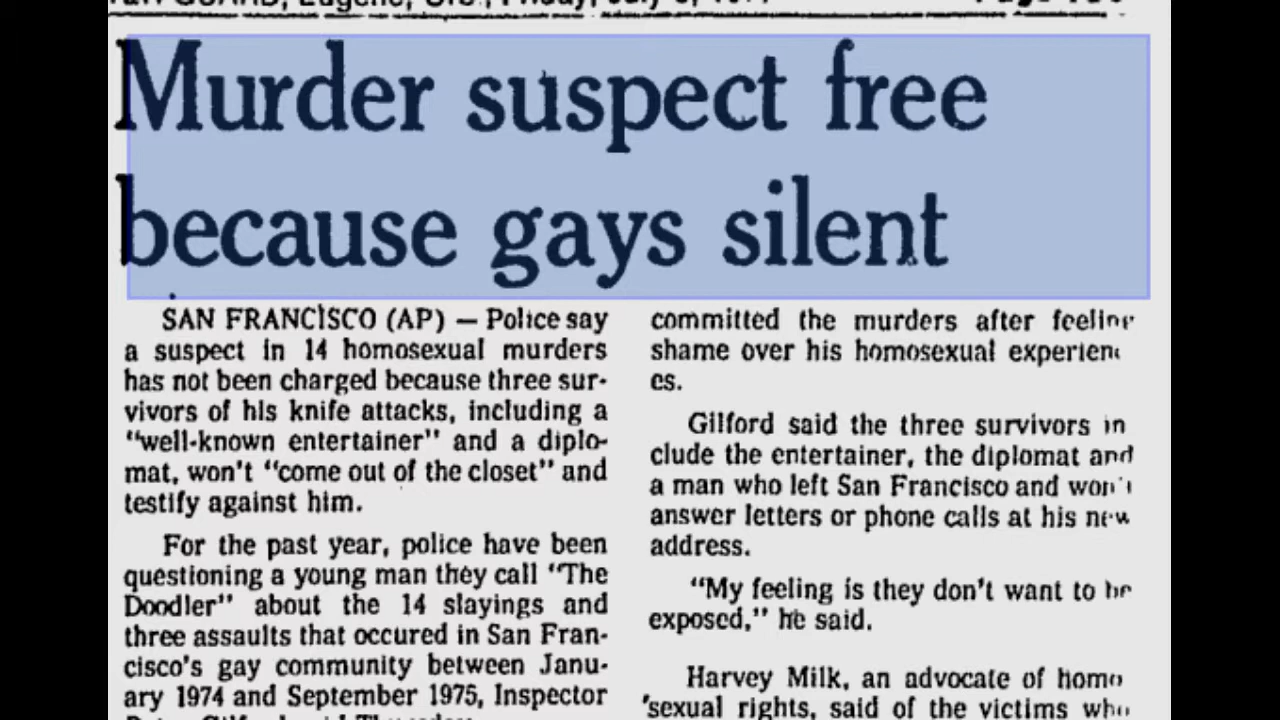 GUARD, Eugene, Ore., Friday, July
Murder suspect free
because gays silent
SAN FRANCISCO (AP) — Police say
a suspect in 14 homosexual murders
has not been charged because three sur-
vivors of his knife attacks, including a
"well-known entertainer" and a diplo-
mat, won't "come out of the closet" and
testify against him.
For the past year, police have been
questioning a young man they call "The
Doodler" about the 14 slayings and
three assaults that occured in San Fran-
cisco's gay community between Janu-
ary 1974 and September 1975, Inspector
committed the murders after feeling
shame over his homosexual experienc
es.
Gilford said the three survivors in
clude the entertainer, the diplomat and
a man who left San Francisco and won't
answer letters or phone calls at his new
address.
"My feeling is they don't want to be
exposed," he said.
Harvey Milk, an advocate of homo
sexual rights, said of the victims who